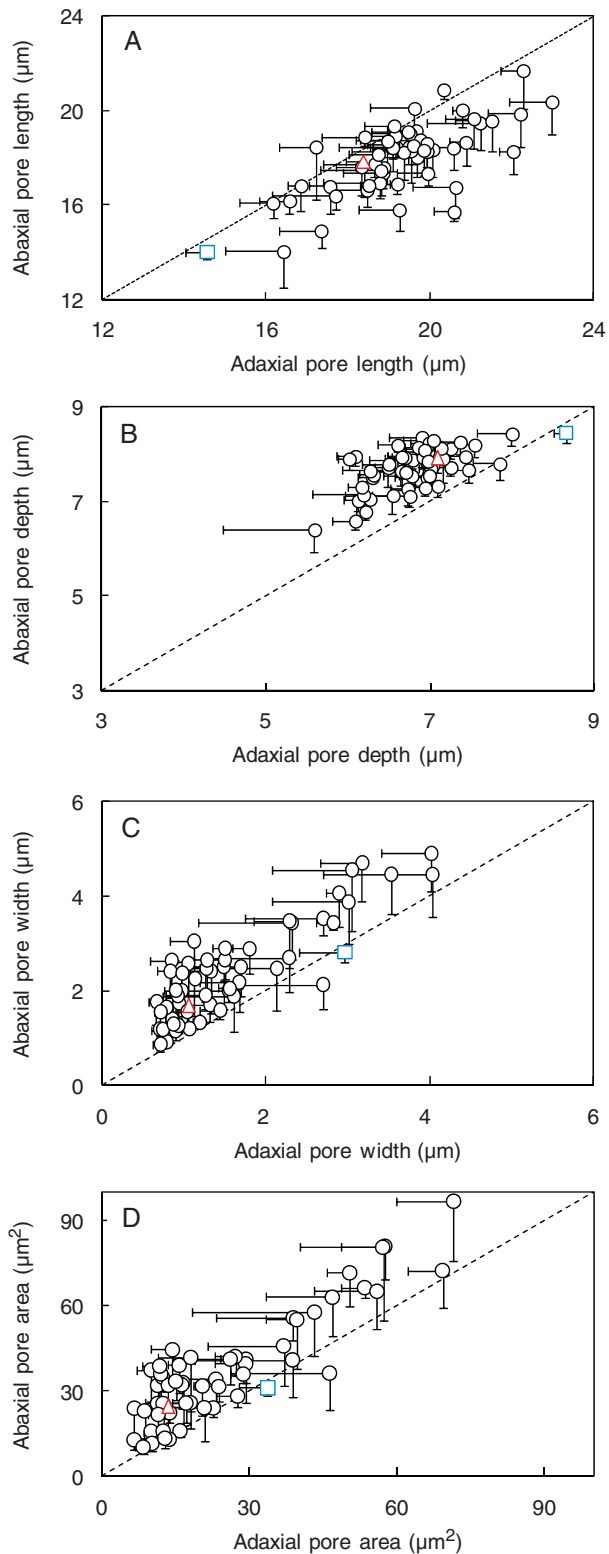 A
24
20
16
12
Abaxial pore length (µm)
12 16 20 24
Adaxial pore length (µm)
B
9
7
5
3
Abaxial pore depth (µm)
3 5 7 9
Adaxial pore depth (µm)
C
6
4
2
0
Abaxial pore width (µm)
0 2 4 6
Adaxial pore width (µm)
D
90
60
30
0
Abaxial pore area (µm²)
0 30 60 90
Adaxial pore area (µm²)